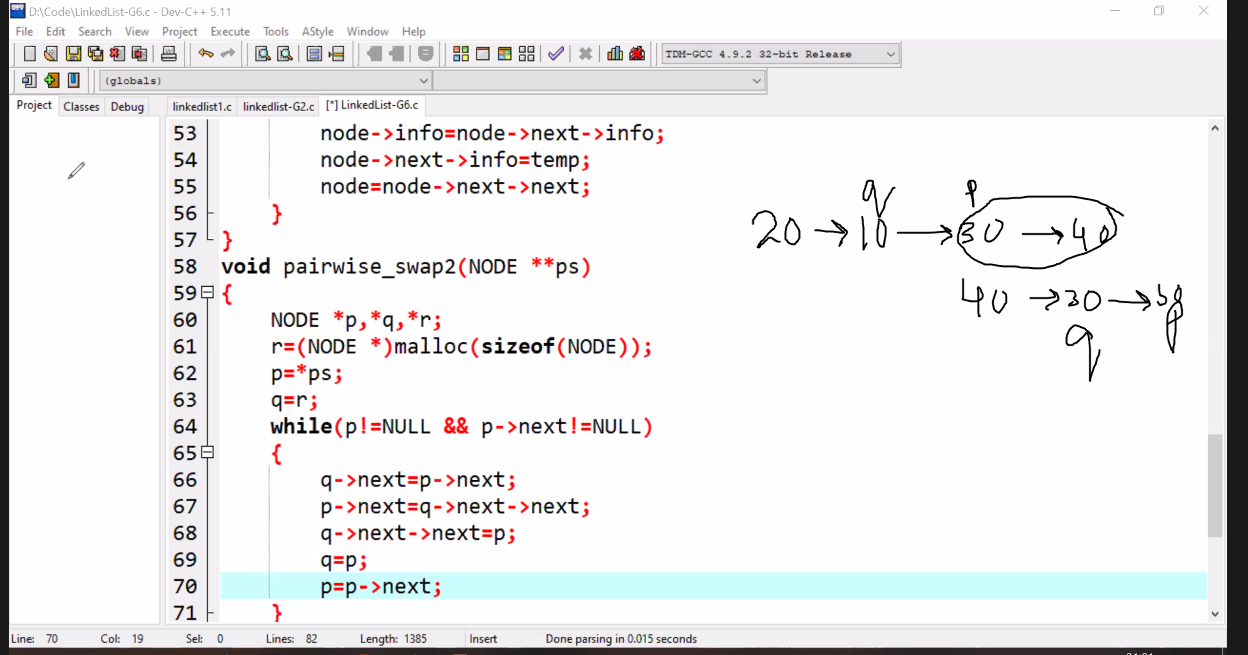 D:\Code\LinkedList-G6.c - Dev-C++ 5.11
File Edit Search View Project Execute Tools AStyle Window Help
TDM-GCC 4.9.2 32-bit Release
(globals)
Project Classes Debug linkedlist1.c linkedlist-G2.c [*] LinkedList-G6.c
53 node->info=node->next->info;
54 node->next->info=temp;
55 node=node->next->next;
56 }
57 }
58 void pairwise_swap2(NODE **ps)
59 {
60 NODE *p,*q,*r;
61 r=(NODE *)malloc(sizeof(NODE));
62 p=*ps;
63 q=r;
64 while(p!=NULL && p->next!=NULL)
65 {
66 q->next=p->next;
67 p->next=q->next->next;
68 q->next->next=p;
69 q=p;
70 p=p->next;
71 }
q p
20 → 10 → 30 → 40
40 → 30 →
q
Line: 70 Col: 19 Sel: 0 Lines: 82 Length: 1385 Insert Done parsing in 0.015 seconds